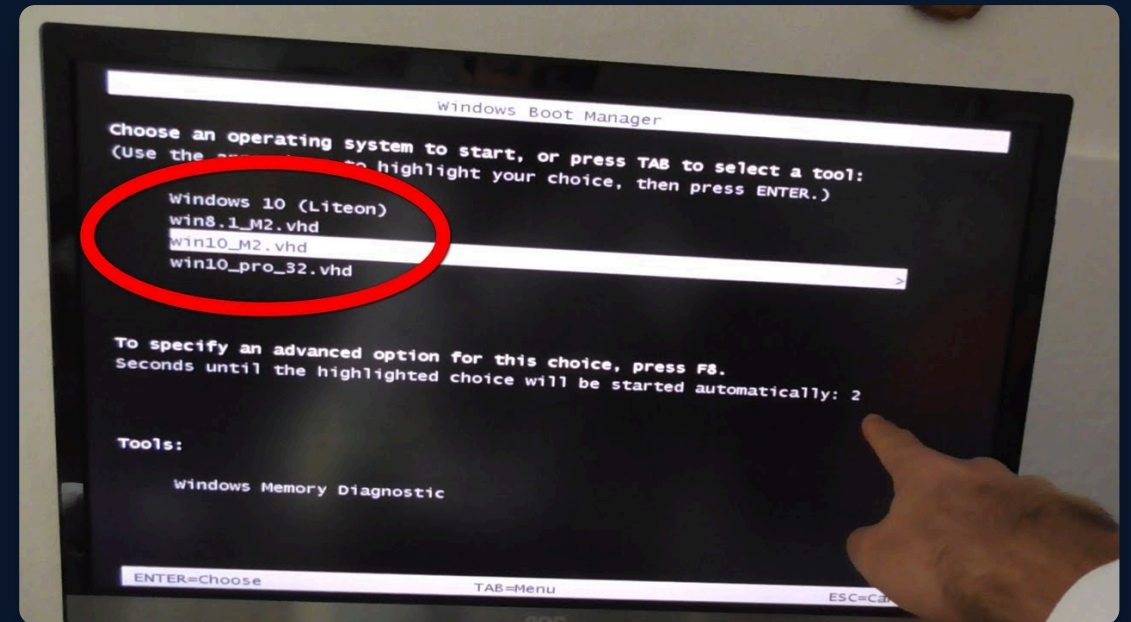 Windows Boot Manager
Choose an operating system to start, or press TAB to select a tool:
(Use the to highlight your choice, then press ENTER.)
Windows 10 (Liteon)
win8.1_M2.vhd
win10_M2.vhd >
win10_pro_32.vhd
To specify an advanced option for this choice, press F8.
Seconds until the highlighted choice will be started automatically: 2
Tools:
Windows Memory Diagnostic
ENTER=Choose TAB=Menu